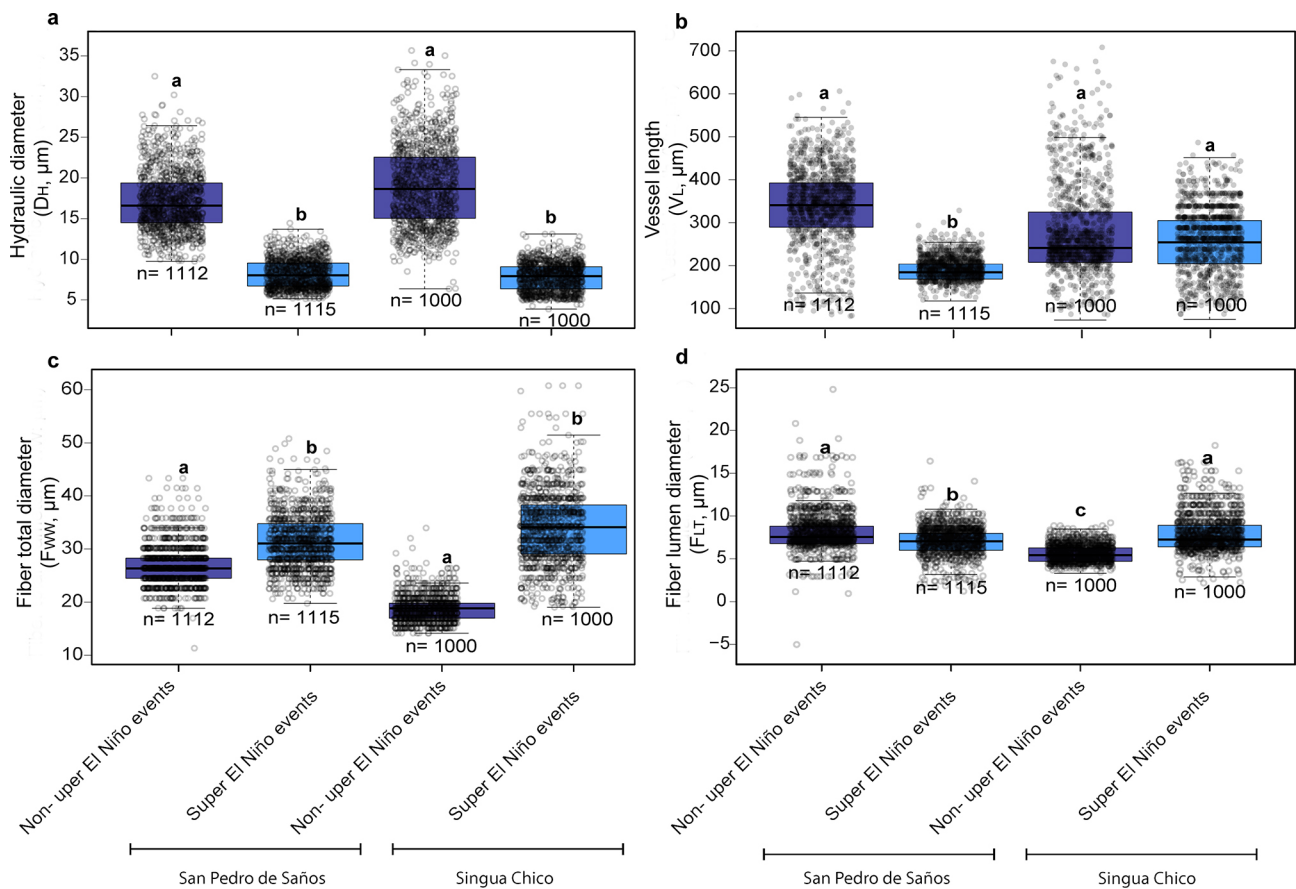 a
Hydraulic diameter
(DH, µm)
35
30
25
20
15
10
5
a
b
a
b
n= 1112
n= 1115
n= 1000
n= 1000
b
Vessel length
(VL, µm)
700
600
500
400
300
200
100
a
b
a
a
n= 1112
n= 1115
n= 1000
n= 1000
c
Fiber total diameter
(FWW, µm)
60
50
40
30
20
10
a
b
a
b
n= 1112
n= 1115
n= 1000
n= 1000
d
Fiber lumen diameter
(FLT, µm)
25
20
15
10
5
0
−5
a
b
c
a
n= 1112
n= 1115
n= 1000
n= 1000
Non- uper El Niño events
Super El Niño events
Non- uper El Niño events
Super El Niño events
San Pedro de Saños
Singua Chico
Non- uper El Niño events
Super El Niño events
Non- uper El Niño events
Super El Niño events
San Pedro de Saños
Singua Chico